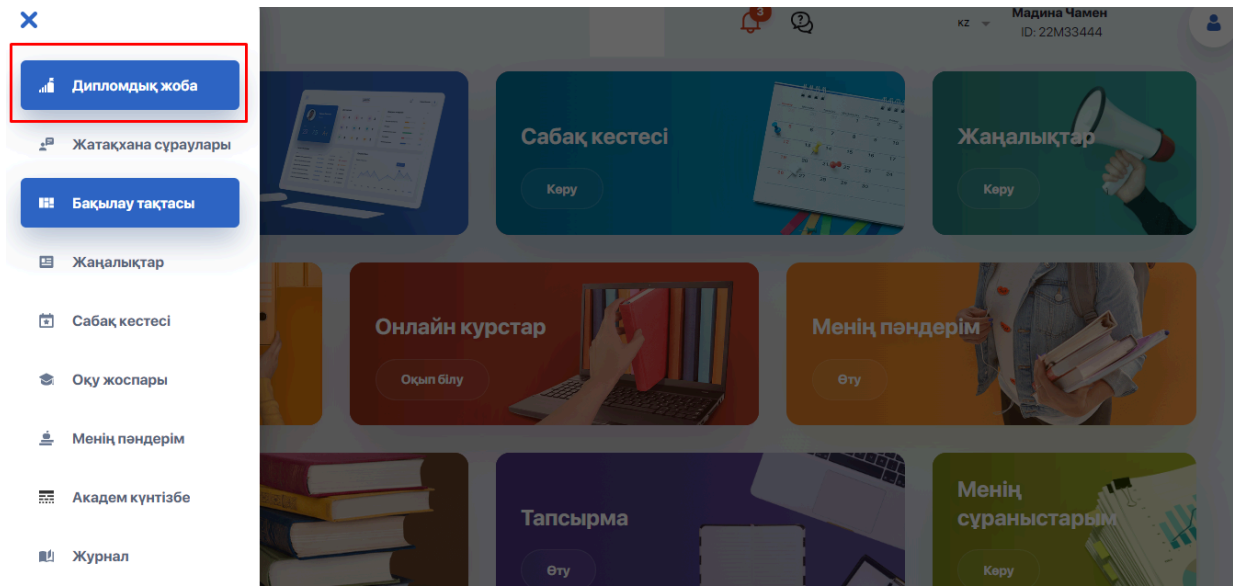 3
KZ
Мадина Чамен
ID: 22M33444
Дипломдық жоба
Жатақхана сұраулары
Бақылау тақтасы
Жаңалықтар
Сабақ кестесі
Оқу жоспары
Менің пәндерім
Академ күнтізбе
Журнал
Сабақ кестесі
Көру
Жаңалықтар
Көру
Онлайн курстар
Оқып білу
Менің пәндерім
Өту
Тапсырма
Өту
Менің
сұраныстарым
Көру